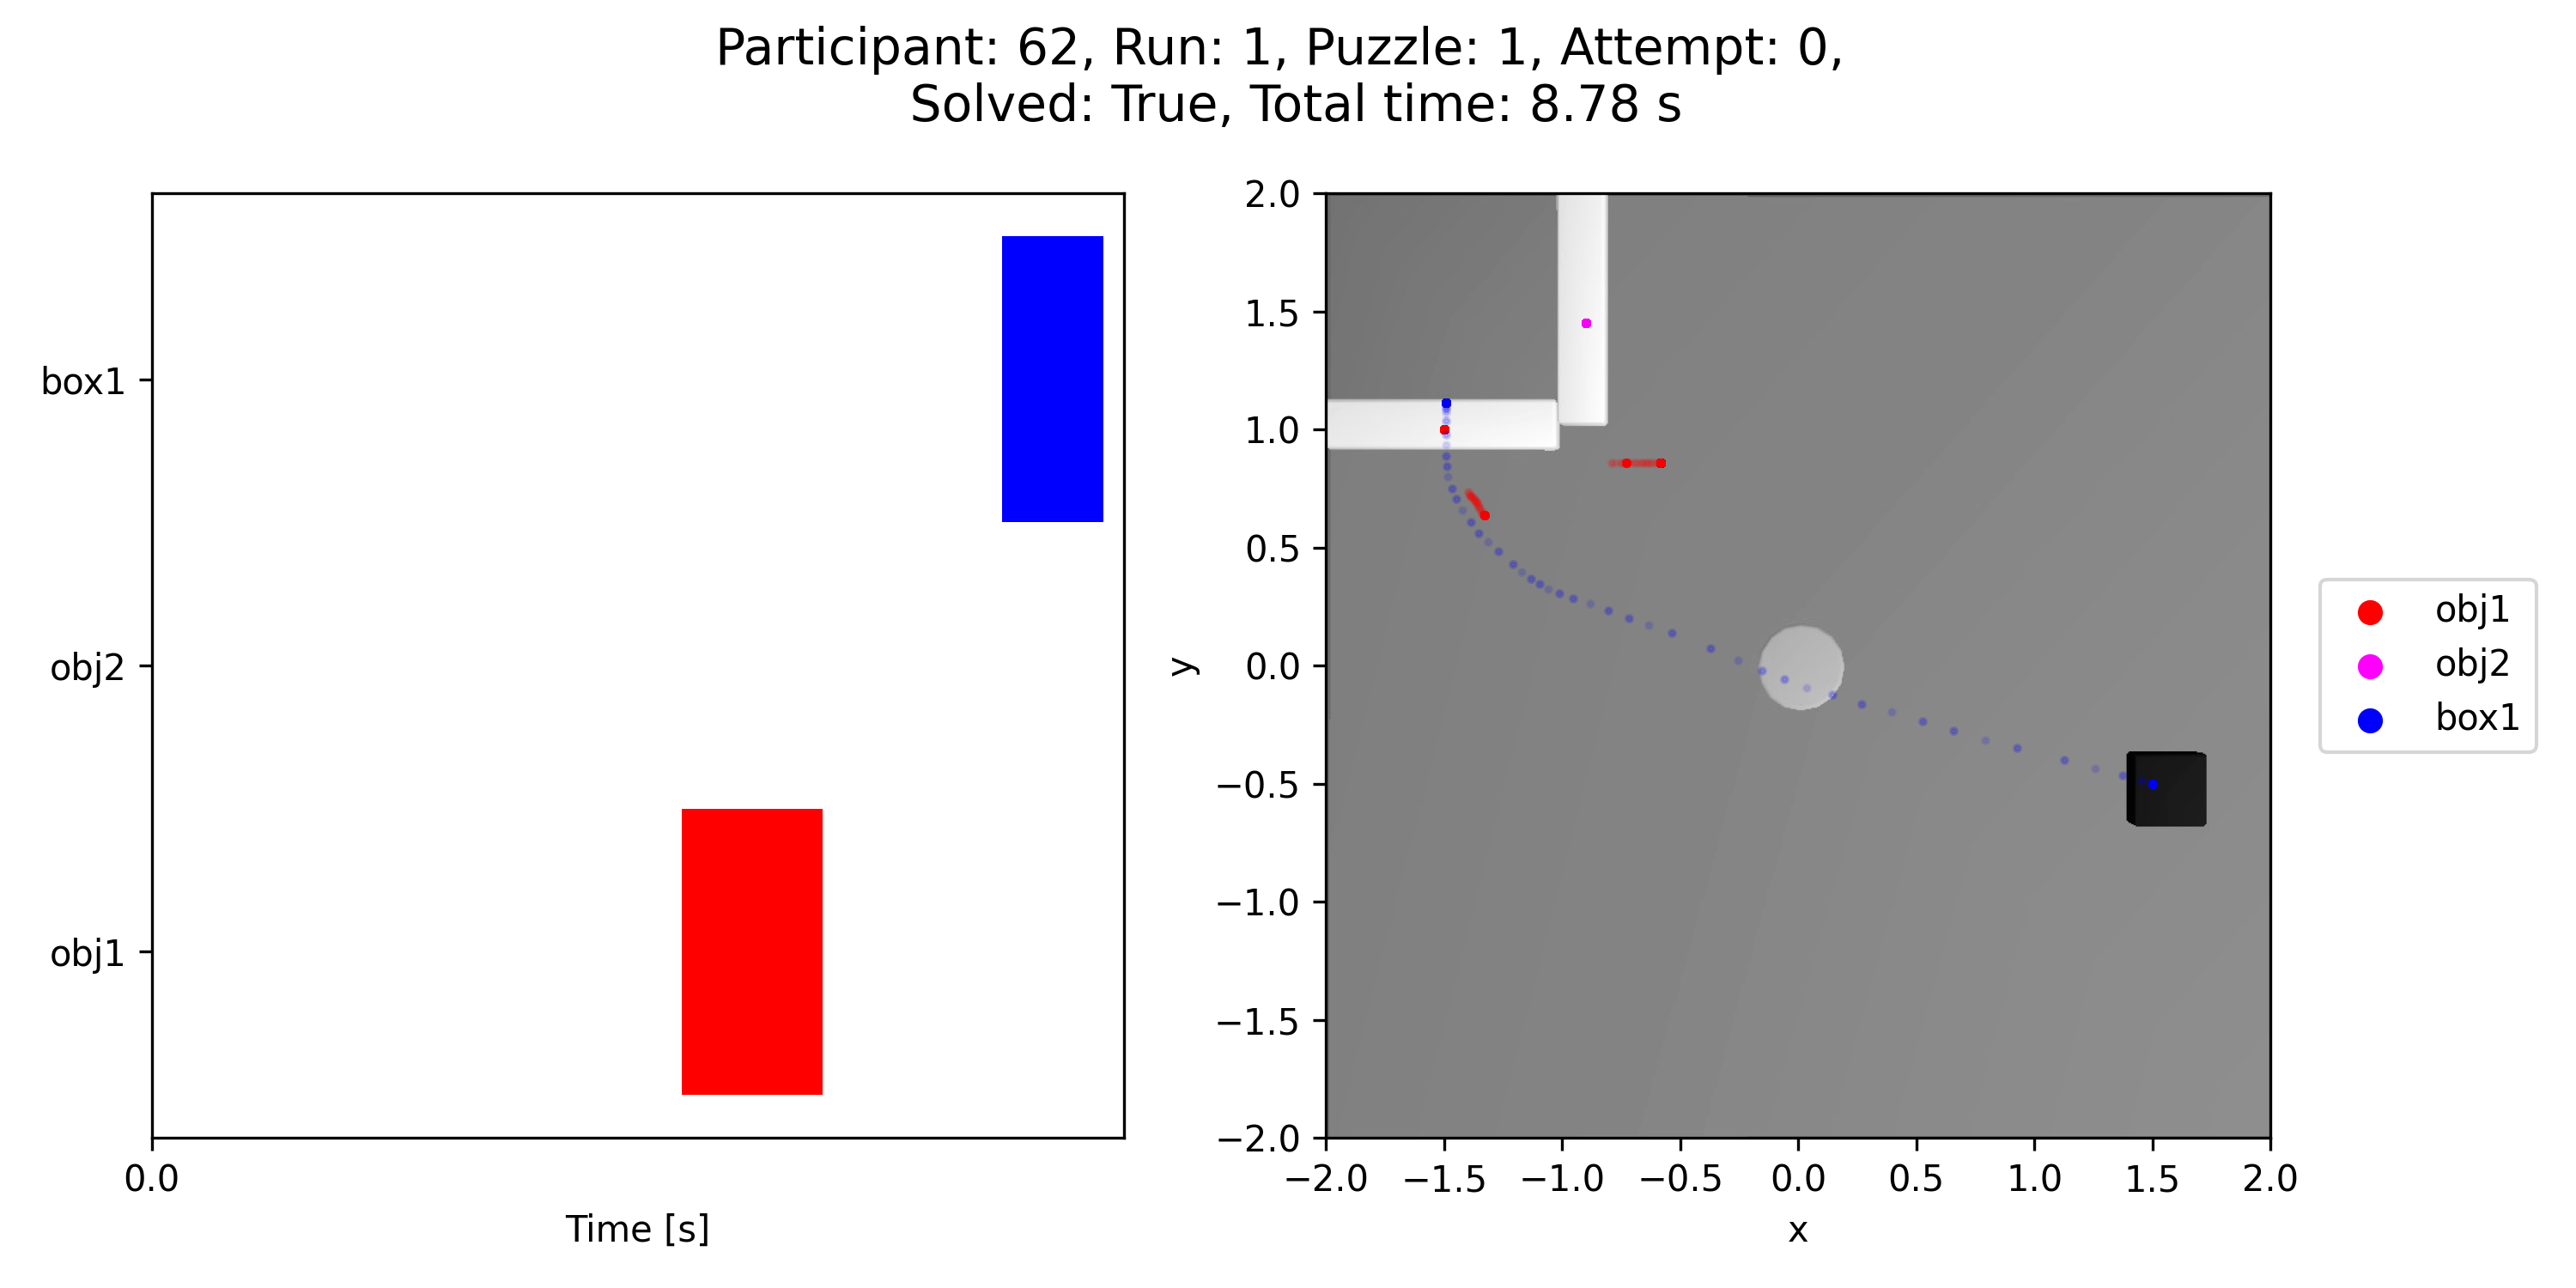 Participant: 62, Run: 1, Puzzle: 1, Attempt: 0,
Solved: True, Total time: 8.78 s
box1
obj2
obj1
0.0
Time [s]
2.0
1.5
1.0
0.5
0.0
−0.5
−1.0
−1.5
−2.0
y
−2.0 −1.5 −1.0 −0.5 0.0 0.5 1.0 1.5 2.0
x
obj1
obj2
box1